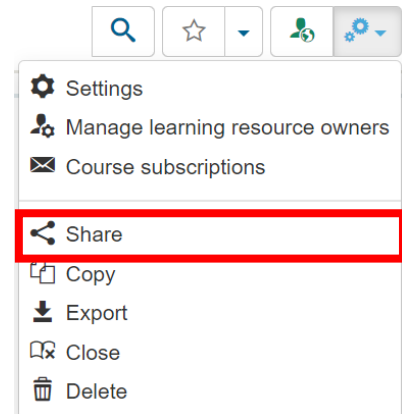 Settings
Manage learning resource owners
Course subscriptions
Share
Copy
Export
Close
Delete